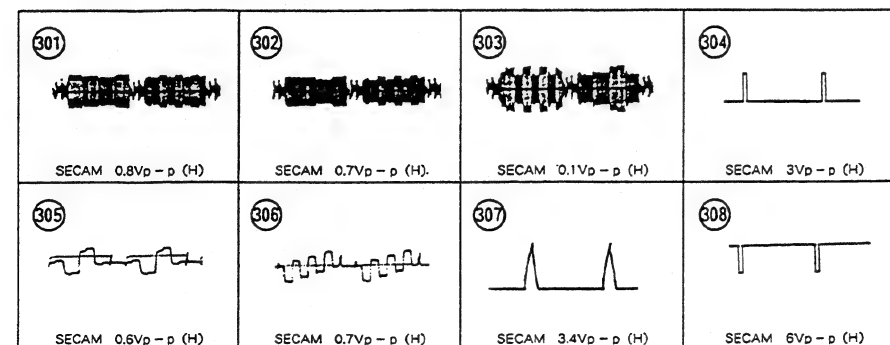 301 302 303 304
SECAM 0.8Vp-p (H) SECAM 0.7Vp-p (H). SECAM 0.1Vp-p (H) SECAM 3Vp-p (H)
305 306 307 308
SECAM 0.6Vp-p (H) SECAM 0.7Vp-p (H) SECAM 3.4Vp-p (H) SECAM 6Vp-p (H)